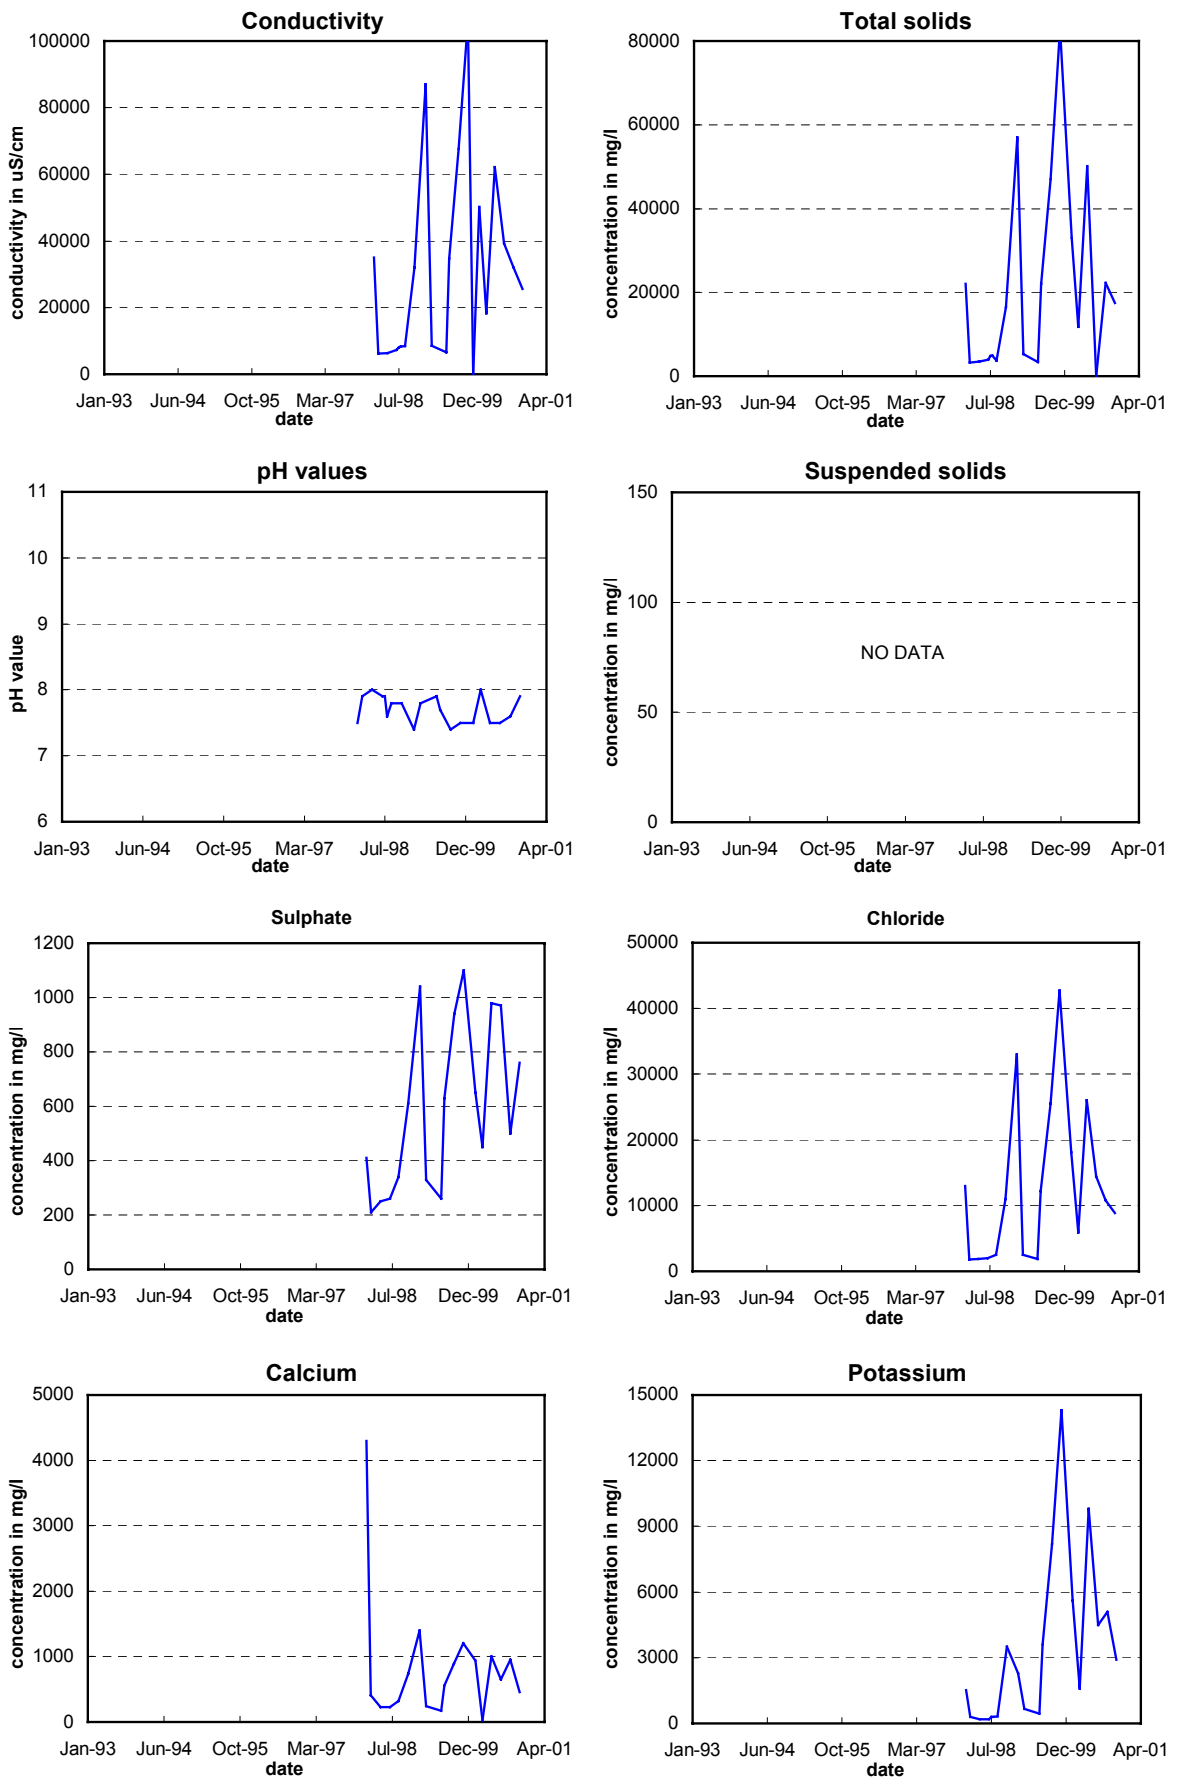 Conductivity
100000
80000
60000
40000
20000
0
conductivity in uS/cm
Jan-93 Jun-94 Oct-95 Mar-97 Jul-98 Dec-99 Apr-01
date
Total solids
80000
60000
40000
20000
0
concentration in mg/l
Jan-93 Jun-94 Oct-95 Mar-97 Jul-98 Dec-99 Apr-01
date
pH values
11
10
9
8
7
6
pH value
Jan-93 Jun-94 Oct-95 Mar-97 Jul-98 Dec-99 Apr-01
date
Suspended solids
150
100
50
0
concentration in mg/l
NO DATA
Jan-93 Jun-94 Oct-95 Mar-97 Jul-98 Dec-99 Apr-01
date
Sulphate
1200
1000
800
600
400
200
0
concentration in mg/l
Jan-93 Jun-94 Oct-95 Mar-97 Jul-98 Dec-99 Apr-01
date
Chloride
50000
40000
30000
20000
10000
0
concentration in mg/l
Jan-93 Jun-94 Oct-95 Mar-97 Jul-98 Dec-99 Apr-01
date
Calcium
5000
4000
3000
2000
1000
0
concentration in mg/l
Jan-93 Jun-94 Oct-95 Mar-97 Jul-98 Dec-99 Apr-01
date
Potassium
15000
12000
9000
6000
3000
0
concentration in mg/l
Jan-93 Jun-94 Oct-95 Mar-97 Jul-98 Dec-99 Apr-01
date